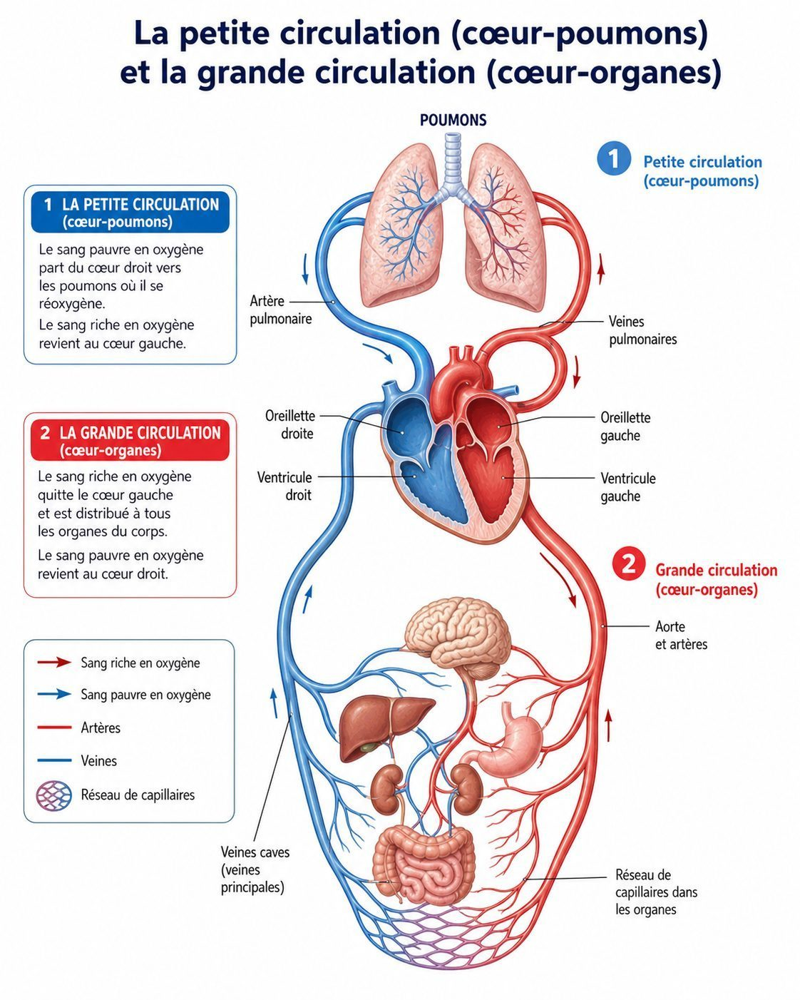 La petite circulation (cœur-poumons)
et la grande circulation (cœur-organes)
POUMONS
1 Petite circulation
(cœur-poumons)
1 LA PETITE CIRCULATION
(cœur-poumons)
Le sang pauvre en oxygène
part du cœur droit vers
les poumons où il se
réoxygène.
Le sang riche en oxygène
revient au cœur gauche.
Artère
pulmonaire
Veines
pulmonaires
Oreillette
droite
Oreillette
gauche
Ventricule
droit
Ventricule
gauche
2 LA GRANDE CIRCULATION
(cœur-organes)
Le sang riche en oxygène
quitte le cœur gauche
et est distribué à tous
les organes du corps.
Le sang pauvre en oxygène
revient au cœur droit.
2 Grande circulation
(cœur-organes)
Aorte
et artères
Sang riche en oxygène
Sang pauvre en oxygène
Artères
Veines
Réseau de capillaires
Veines caves
(veines
principales)
Réseau de
capillaires dans
les organes